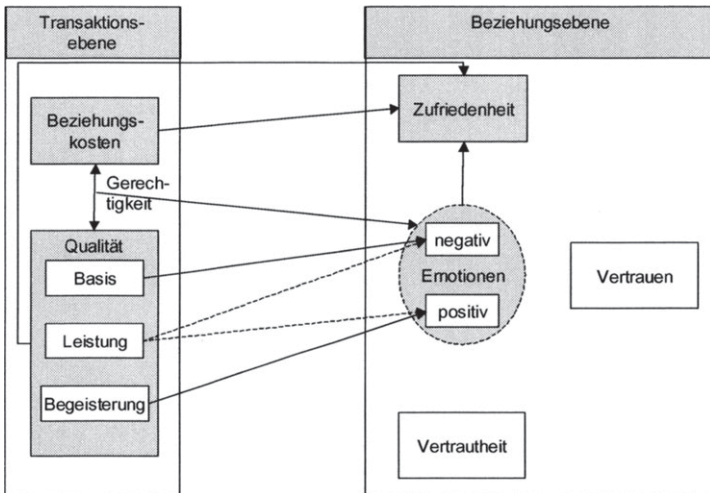 Transaktions-
ebene
Beziehungsebene
Beziehungs-
kosten
Zufriedenheit
Gerech-
tigkeit
Qualität
Basis
Leistung
Begeisterung
negativ
Emotionen
positiv
Vertrauen
Vertrautheit